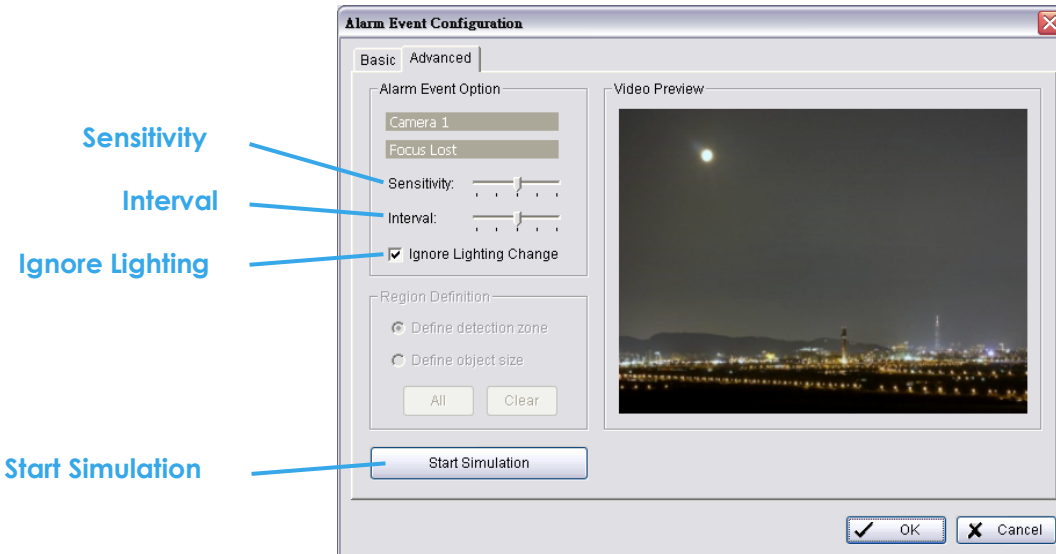 Alarm Event Configuration
Basic
Advanced
Alarm Event Option
Camera 1
Focus Lost
Sensitivity:
Interval:
Ignore Lighting Change
Region Definition
Define detection zone
Define object size
All
Clear
Start Simulation
Video Preview
OK
Cancel
Sensitivity
Interval
Ignore Lighting
Start Simulation